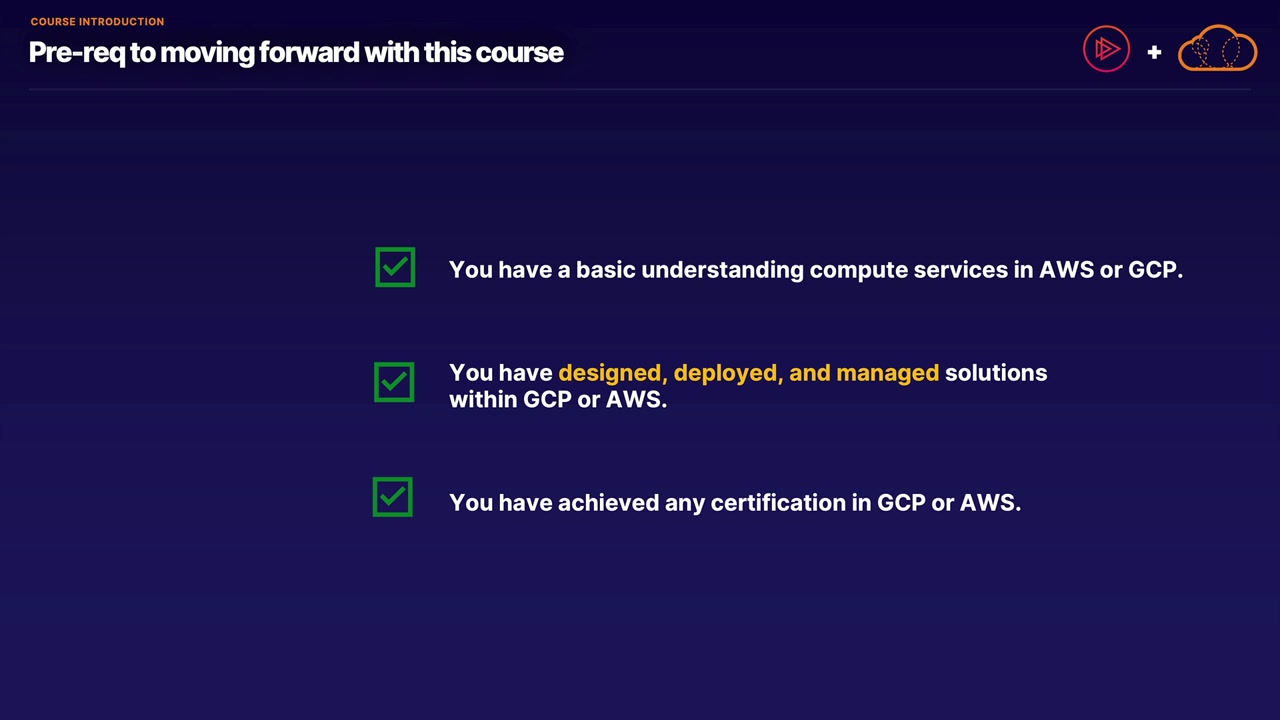 COURSE INTRODUCTION
Pre-req to moving forward with this course
+
You have a basic understanding compute services in AWS or GCP.
You have designed, deployed, and managed solutions
within GCP or AWS.
You have achieved any certification in GCP or AWS.